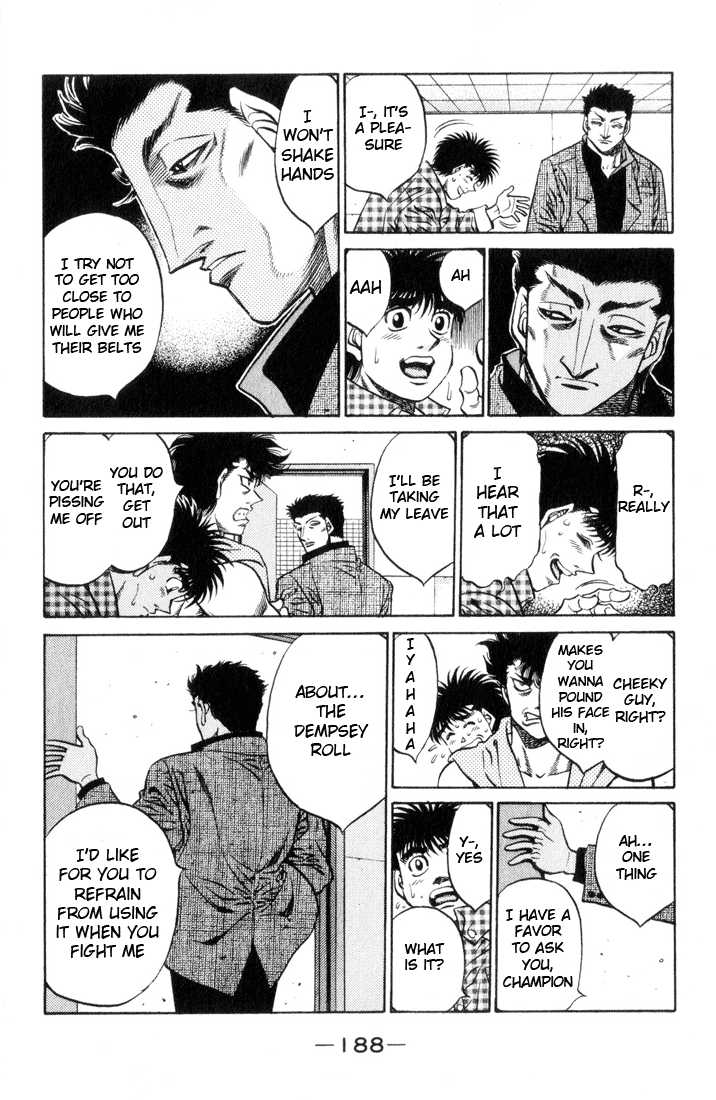 I-, IT'S
A PLEA-
SURE
I
WON'T
SHAKE
HANDS
I TRY NOT
TO GET TOO
CLOSE TO
PEOPLE WHO
WILL GIVE ME
THEIR BELTS
AH
AAH
R-,
REALLY
I
HEAR
THAT
A LOT
I'LL BE
TAKING
MY LEAVE
YOU DO
THAT,
GET
OUT
YOU'RE
PISSING
ME OFF
CHEEKY
GUY,
RIGHT?
MAKES
YOU
WANNA
POUND
HIS FACE
IN,
RIGHT?
I
Y
A
H
A
H
A
AH...
ONE
THING
I HAVE A
FAVOR
TO ASK
YOU,
CHAMPION
Y-,
YES
WHAT
IS IT?
ABOUT...
THE
DEMPSEY
ROLL
I'D LIKE
FOR YOU TO
REFRAIN
FROM USING
IT WHEN YOU
FIGHT ME
—188—